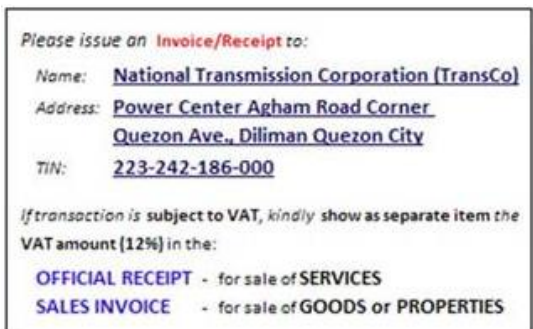 Please issue an Invoice/Receipt to:
Name: National Transmission Corporation (TransCo)
Address: Power Center Agham Road Corner
Quezon Ave., Diliman Quezon City
TIN: 223-242-186-000
If transaction is subject to VAT, kindly show as separate item the
VAT amount (12%) in the:
OFFICIAL RECEIPT - for sale of SERVICES
SALES INVOICE - for sale of GOODS or PROPERTIES